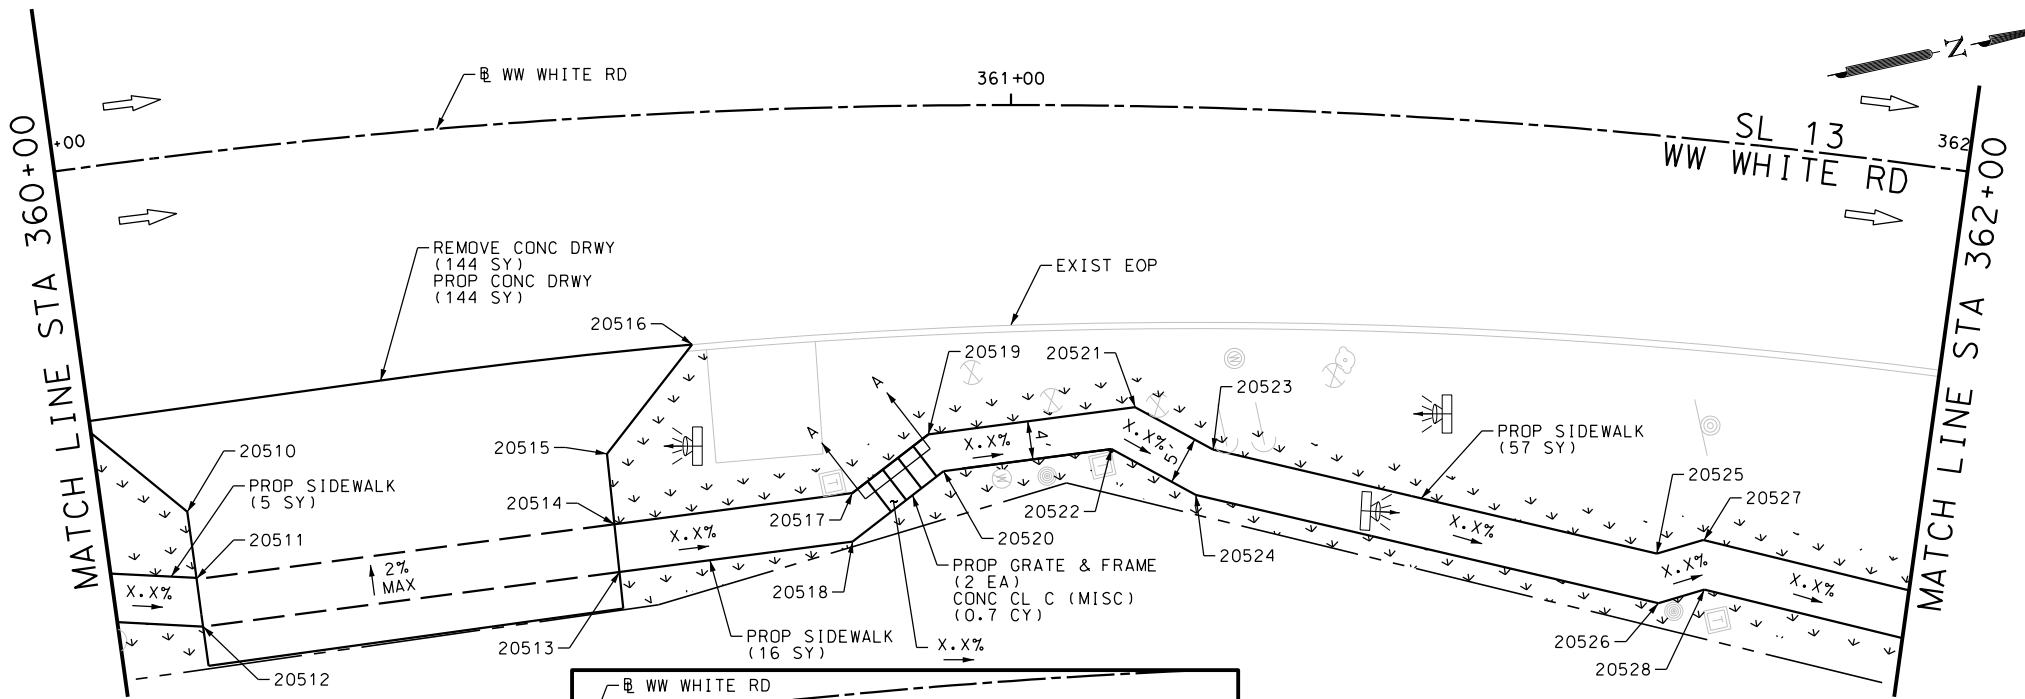 MATCH LINE STA 360+00
+00
℄ WW WHITE RD
361+00
N
SL 13
WW WHITE RD
362
MATCH LINE STA 362+00
REMOVE CONC DRWY
(144 SY)
PROP CONC DRWY
(144 SY)
EXIST EOP
20516
20519
20521
20523
A
A
20515
20510
PROP SIDEWALK
(5 SY)
20514
20511
20517
X.X%
4'
X.X%
5'
PROP SIDEWALK
(57 SY)
20525
20527
W
W
T
T
T
20522
20520
20524
X.X%
X.X%
X.X%
X.X%
X.X%
2%
MAX
PROP GRATE & FRAME
(2 EA)
CONC CL C (MISC)
(0.7 CY)
20518
20513
PROP SIDEWALK
(16 SY)
X.X%
20526
20528
20512
℄ WW WHITE RD